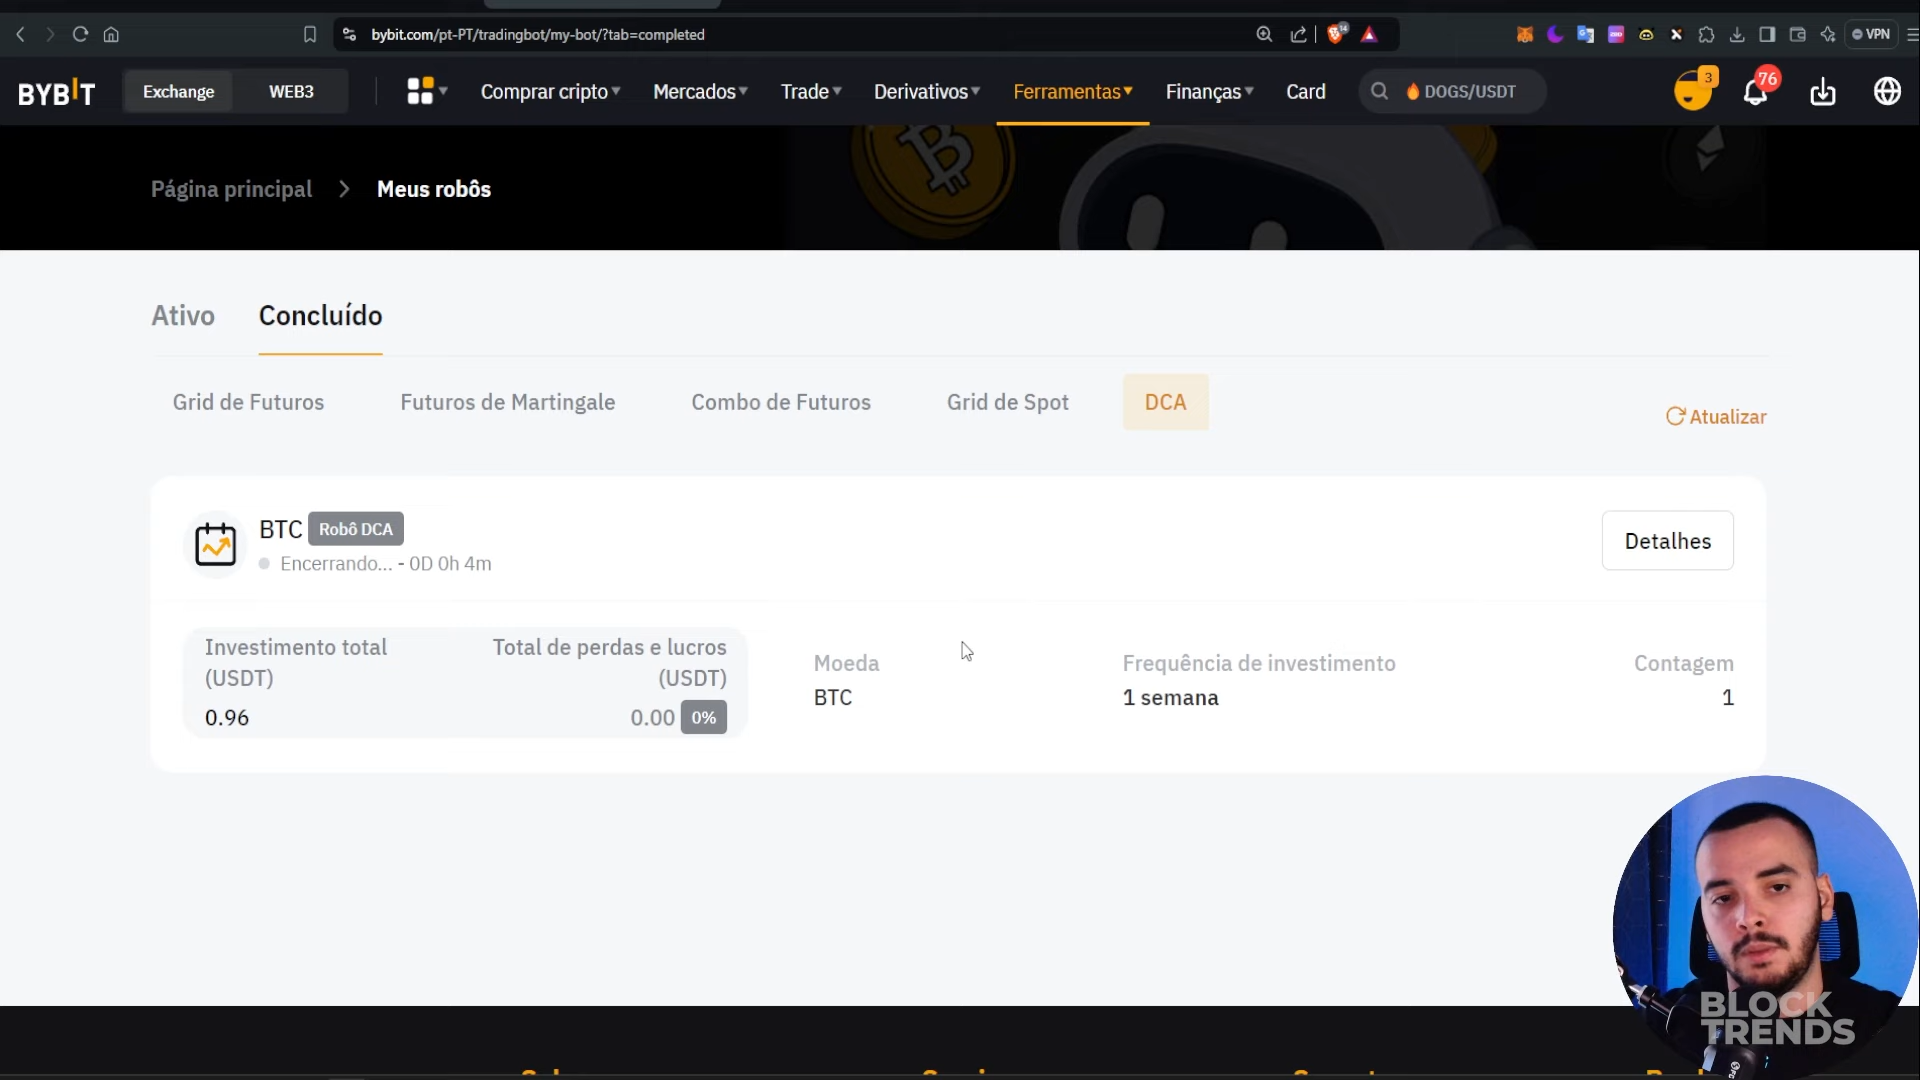 bybit.com/pt-PT/tradingbot/my-bot/?tab=completed
VPN
BYBIT
Exchange
WEB3
Comprar cripto
Mercados
Trade
Derivativos
Ferramentas
Finanças
Card
DOGS/USDT
3
76
Página principal
Meus robôs
Ativo
Concluído
Grid de Futuros
Futuros de Martingale
Combo de Futuros
Grid de Spot
DCA
Atualizar
BTC Robô DCA
Encerrando... - 0D 0h 4m
Detalhes
Investimento total
(USDT)
0.96
Total de perdas e lucros
(USDT)
0.00 0%
Moeda
BTC
Frequência de investimento
1 semana
Contagem
1
BLOCK
TRENDS